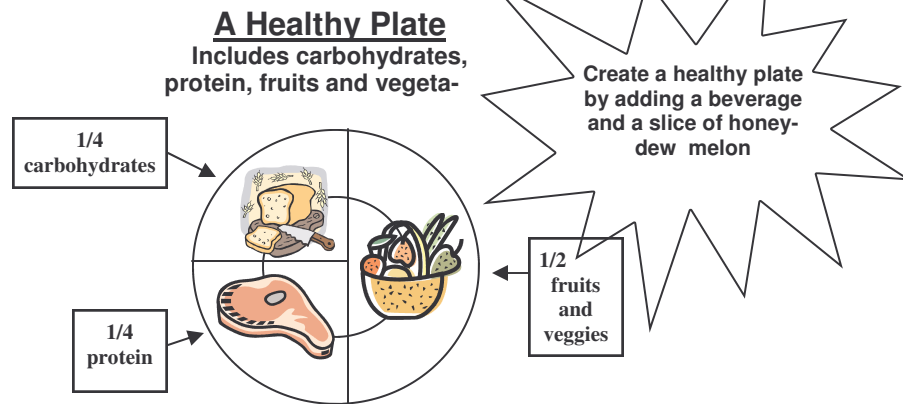 A Healthy Plate
Includes carbohydrates,
protein, fruits and vegeta-
Create a healthy plate
by adding a beverage
and a slice of honey-
dew melon
1/4
carbohydrates
1/2
fruits
and
veggies
1/4
protein